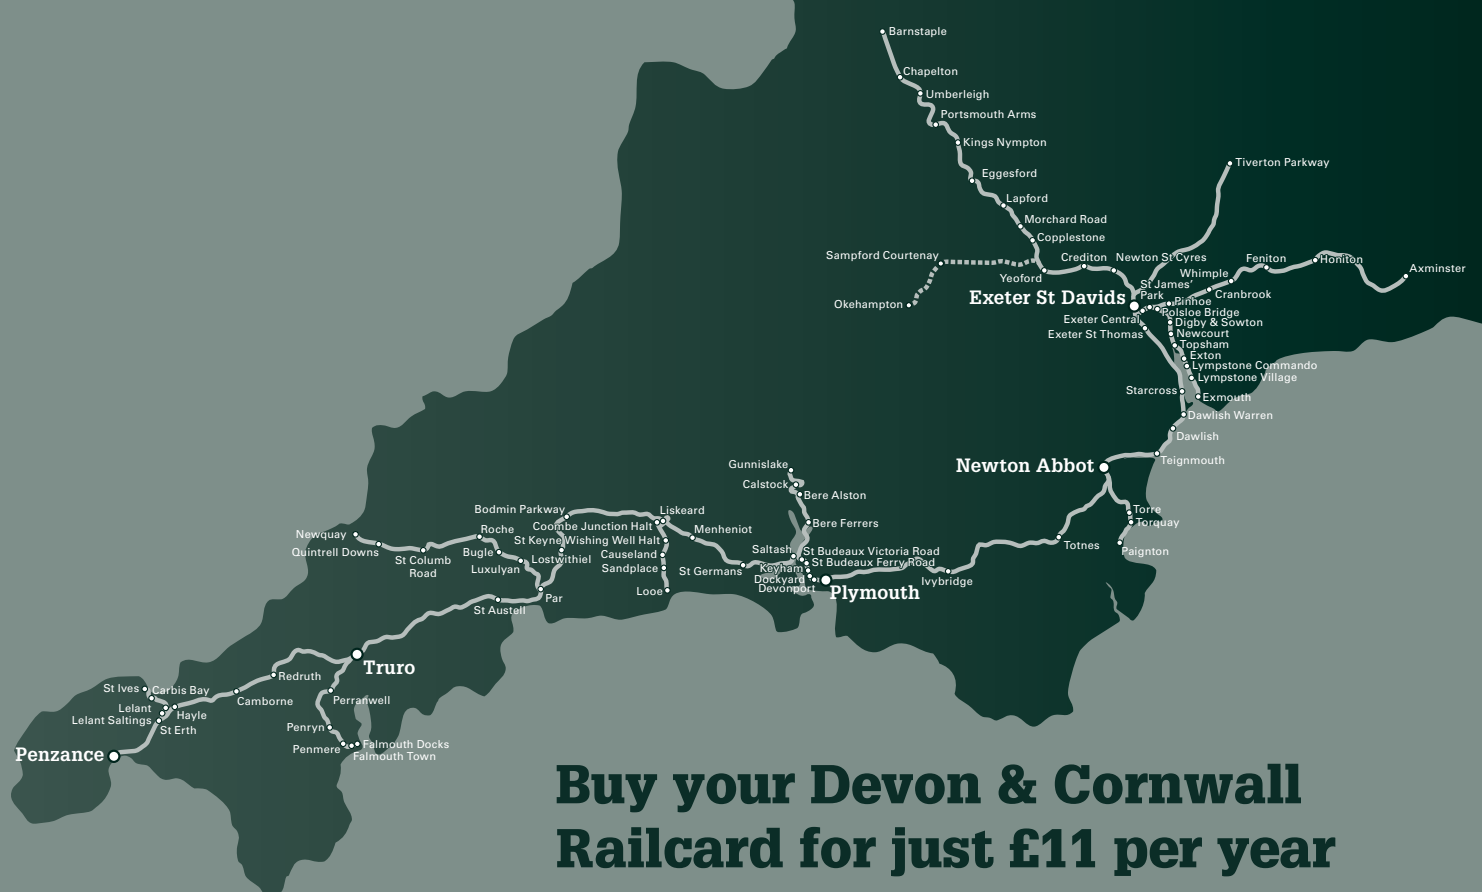 Barnstaple
Chapelton
Umberleigh
Portsmouth Arms
Kings Nympton
Tiverton Parkway
Eggesford
Lapford
Morchard Road
Copplestone
Sampford Courtenay
Crediton
Newton St Cyres
Feniton
Honiton
Axminster
Yeoford
Whimple
St James'
Park
Cranbrook
Okehampton
Exeter St Davids
Pinhoe
Polsloe Bridge
Exeter Central
Digby & Sowton
Exeter St Thomas
Newcourt
Topsham
Exton
Lympstone Commando
Lympstone Village
Starcross
Exmouth
Dawlish Warren
Dawlish
Teignmouth
Newton Abbot
Gunnislake
Calstock
Bere Alston
Bodmin Parkway
Liskeard
Torre
Torquay
Bere Ferrers
Coombe Junction Halt
Menheniot
Newquay
Roche
St Keyne Wishing Well Halt
Quintrell Downs
Bugle
Lostwithiel
Causeland
Saltash
St Budeaux Victoria Road
Totnes
Paignton
St Columb
Road
Luxulyan
Sandplace
St Germans
St Budeaux Ferry Road
Keyham
Dockyard
Devonport
Ivybridge
Looe
Plymouth
Par
St Austell
Truro
Redruth
St Ives
Carbis Bay
Camborne
Perranwell
Lelant
Lelant Saltings
Hayle
St Erth
Penryn
Penmere
Falmouth Docks
Falmouth Town
Penzance
Buy your Devon & Cornwall
Railcard for just £11 per year